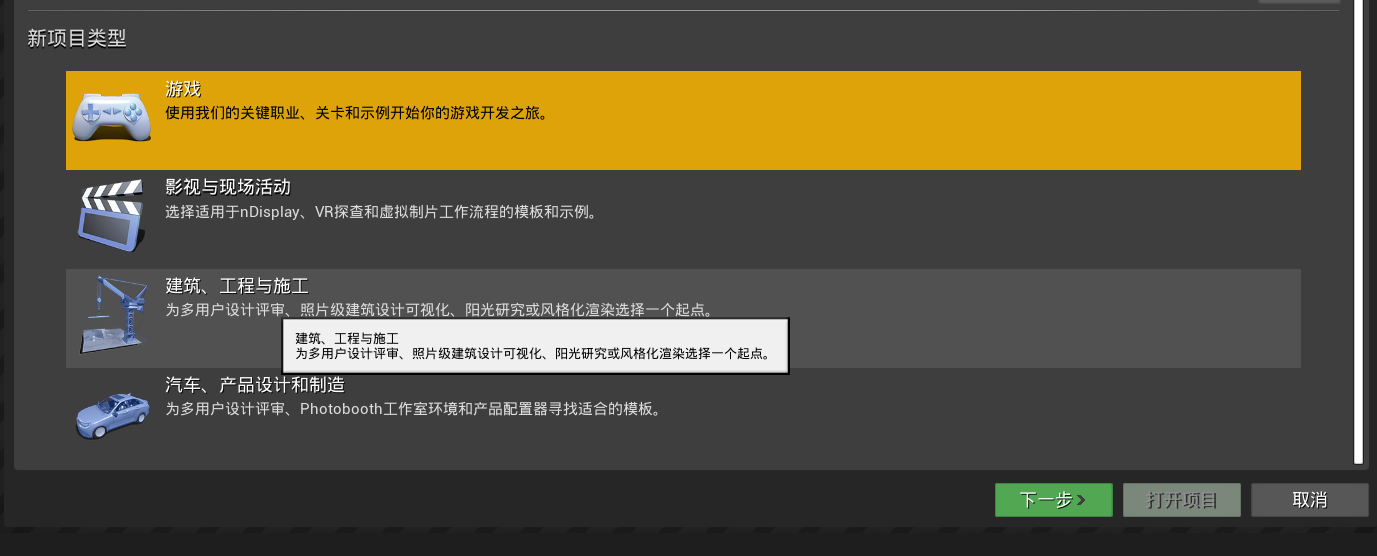 新项目类型
游戏
使用我们的关键职业、关卡和示例开始你的游戏开发之旅。
影视与现场活动
选择适用于nDisplay、VR探查和虚拟制片工作流程的模板和示例。
建筑、工程与施工
为多用户设计评审、照片级建筑设计可视化、阳光研究或风格化渲染选择一个起点。
建筑、工程与施工
为多用户设计评审、照片级建筑设计可视化、阳光研究或风格化渲染选择一个起点。
汽车、产品设计和制造
为多用户设计评审、Photobooth工作室环境和产品配置器寻找适合的模板。
下一步 打开项目 取消